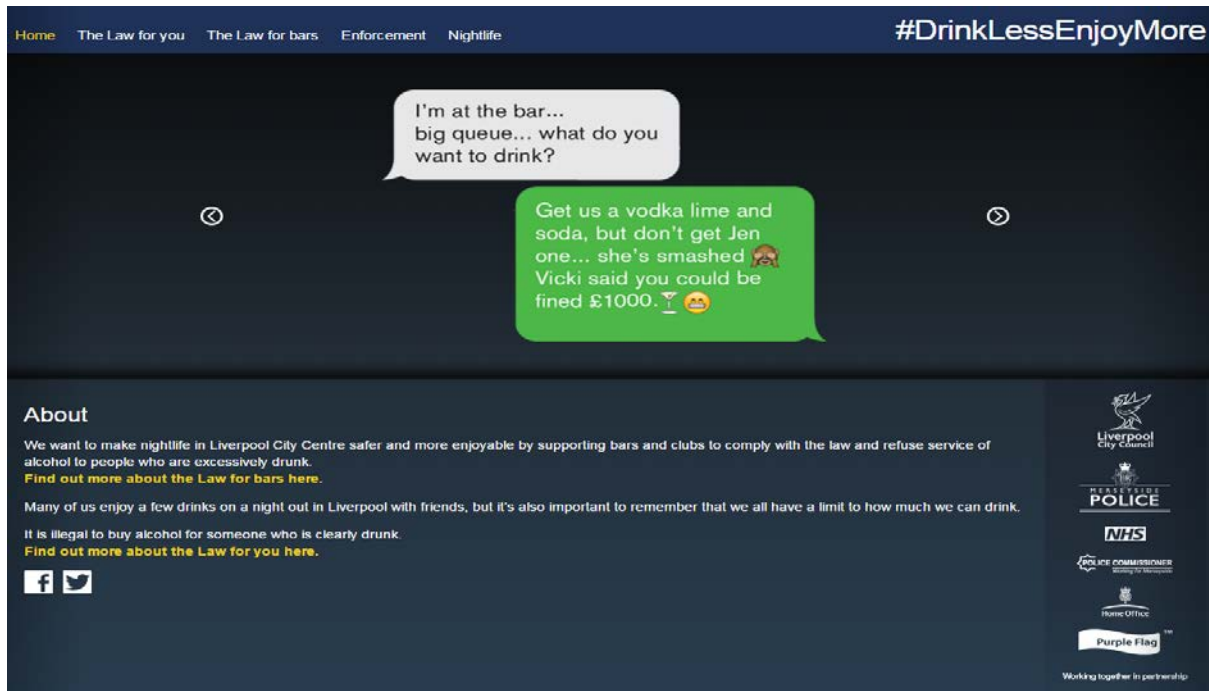 Home The Law for you The Law for bars Enforcement Nightlife #DrinkLessEnjoyMore
I'm at the bar...
big queue... what do you
want to drink?
Get us a vodka lime and
soda, but don't get Jen
one... she's smashed 🙈
Vicki said you could be
fined £1000.🍸😁
About
We want to make nightlife in Liverpool City Centre safer and more enjoyable by supporting bars and clubs to comply with the law and refuse service of
alcohol to people who are excessively drunk.
Find out more about the Law for bars here.
Many of us enjoy a few drinks on a night out in Liverpool with friends, but it's also important to remember that we all have a limit to how much we can drink.
It is illegal to buy alcohol for someone who is clearly drunk.
Find out more about the Law for you here.
Liverpool
City Council
MERSEYSIDE
POLICE
NHS
POLICE COMMISSIONER
Working for Merseyside
Home Office
Purple Flag TM
Working together in partnership